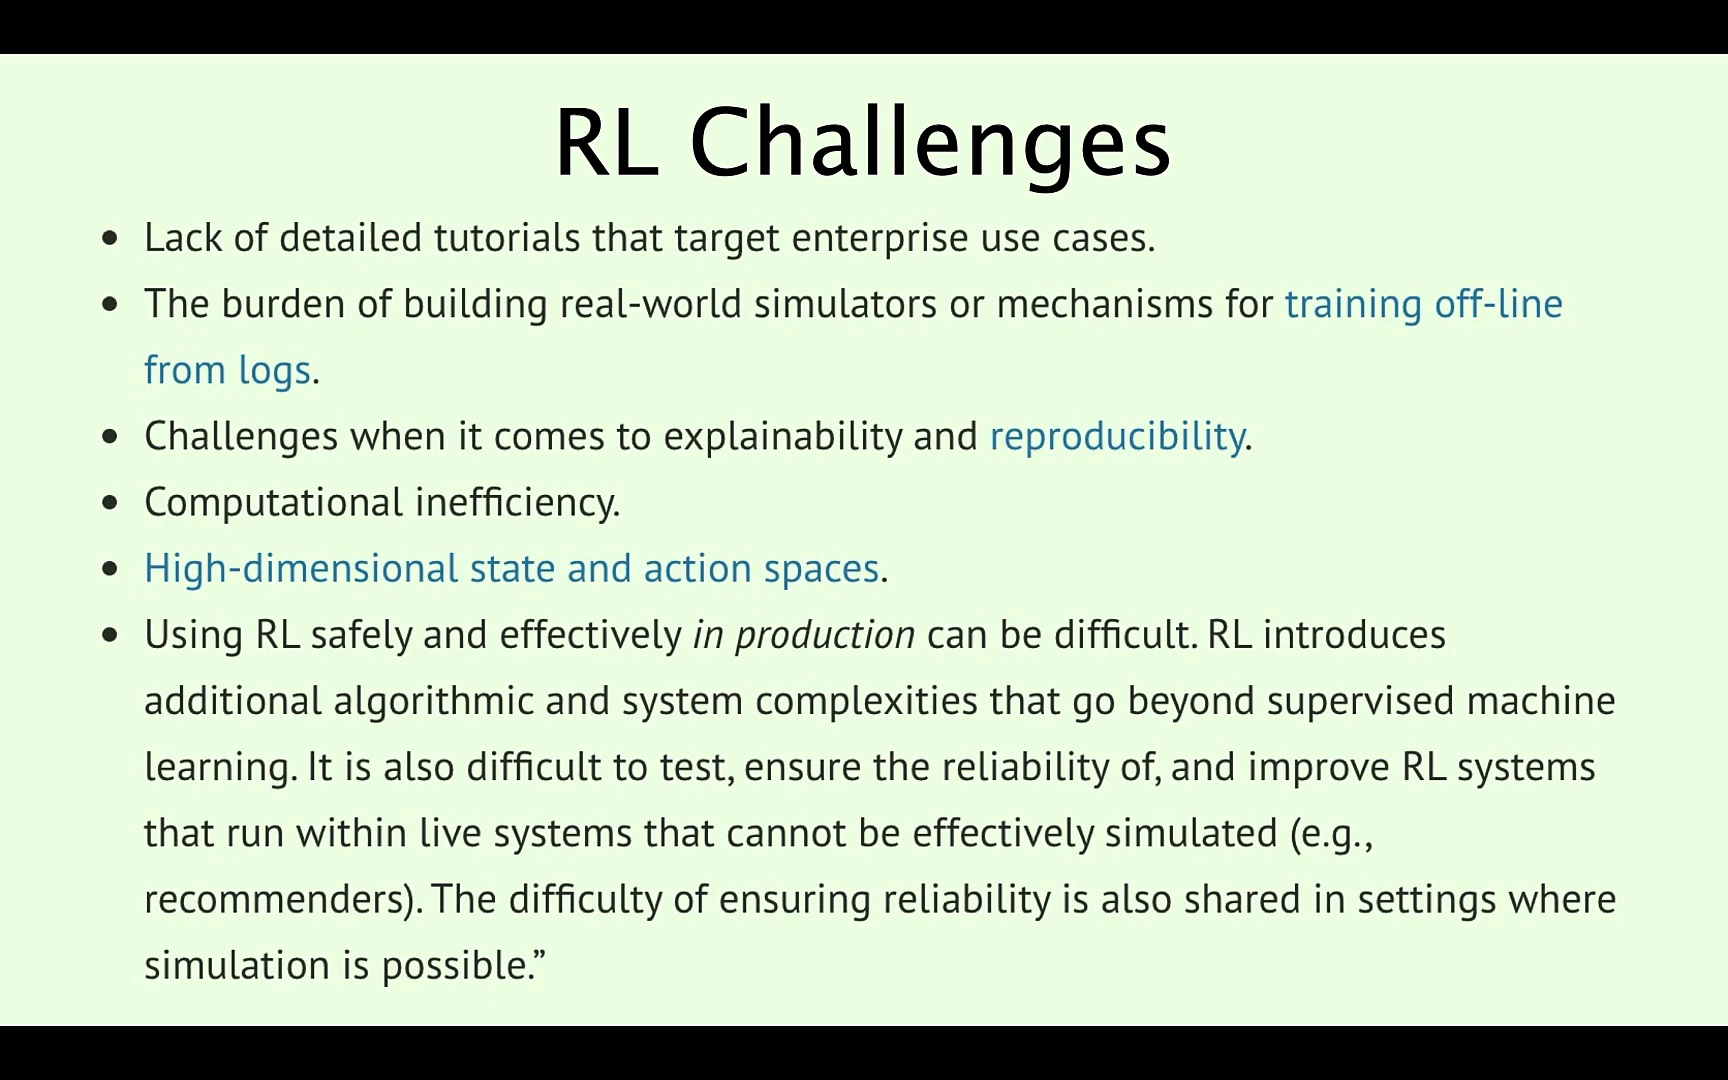 RL Challenges
• Lack of detailed tutorials that target enterprise use cases.
• The burden of building real-world simulators or mechanisms for training off-line
from logs.
• Challenges when it comes to explainability and reproducibility.
• Computational inefficiency.
• High-dimensional state and action spaces.
• Using RL safely and effectively in production can be difficult. RL introduces
additional algorithmic and system complexities that go beyond supervised machine
learning. It is also difficult to test, ensure the reliability of, and improve RL systems
that run within live systems that cannot be effectively simulated (e.g.,
recommenders). The difficulty of ensuring reliability is also shared in settings where
simulation is possible.”